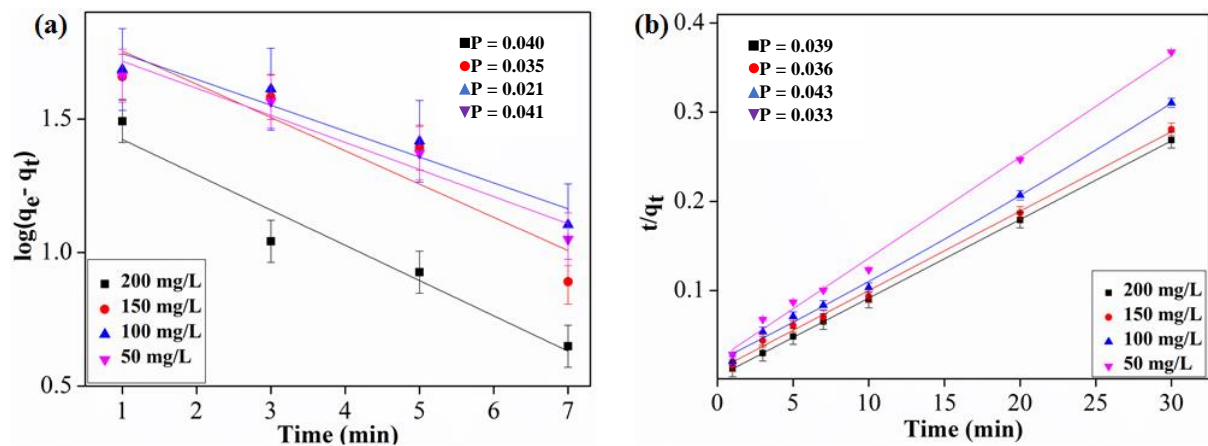 (a)
P = 0.040
P = 0.035
P = 0.021
P = 0.041
1.5
1.0
0.5
log(qe- qt)
200 mg/L
150 mg/L
100 mg/L
50 mg/L
1 2 3 4 5 6 7
Time (min)
(b)
P = 0.039
P = 0.036
P = 0.043
P = 0.033
0.4
0.3
0.2
0.1
t/qt
200 mg/L
150 mg/L
100 mg/L
50 mg/L
0 5 10 15 20 25 30
Time (min)